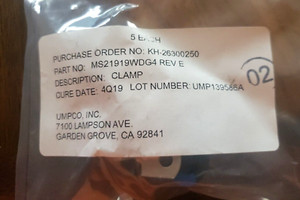 5 EACH
PURCHASE ORDER NO: KH-26300250
PART NO: MS21919WDG4 REV E
DESCRIPTION: CLAMP
CURE DATE: 4Q19 LOT NUMBER: UMP139585A
02
UMPCO, INC.
7100 LAMPSON AVE.
GARDEN GROVE, CA 92841